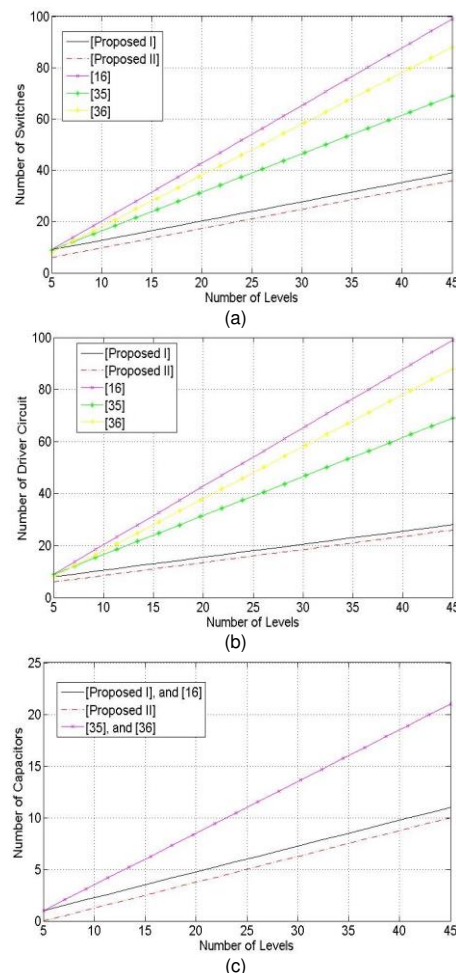 100
80
60
40
20
0
Number of Switches
[Proposed I]
[Proposed II]
[16]
[35]
[36]
5 10 15 20 25 30 35 40 45
Number of Levels
(a)
100
80
60
40
20
0
Number of Driver Circuit
[Proposed I]
[Proposed II]
[16]
[35]
[36]
5 10 15 20 25 30 35 40 45
Number of Levels
(b)
25
20
15
10
5
0
Number of Capacitors
[Proposed I], and [16]
[Proposed II]
[35], and [36]
5 10 15 20 25 30 35 40 45
Number of Levels
(c)